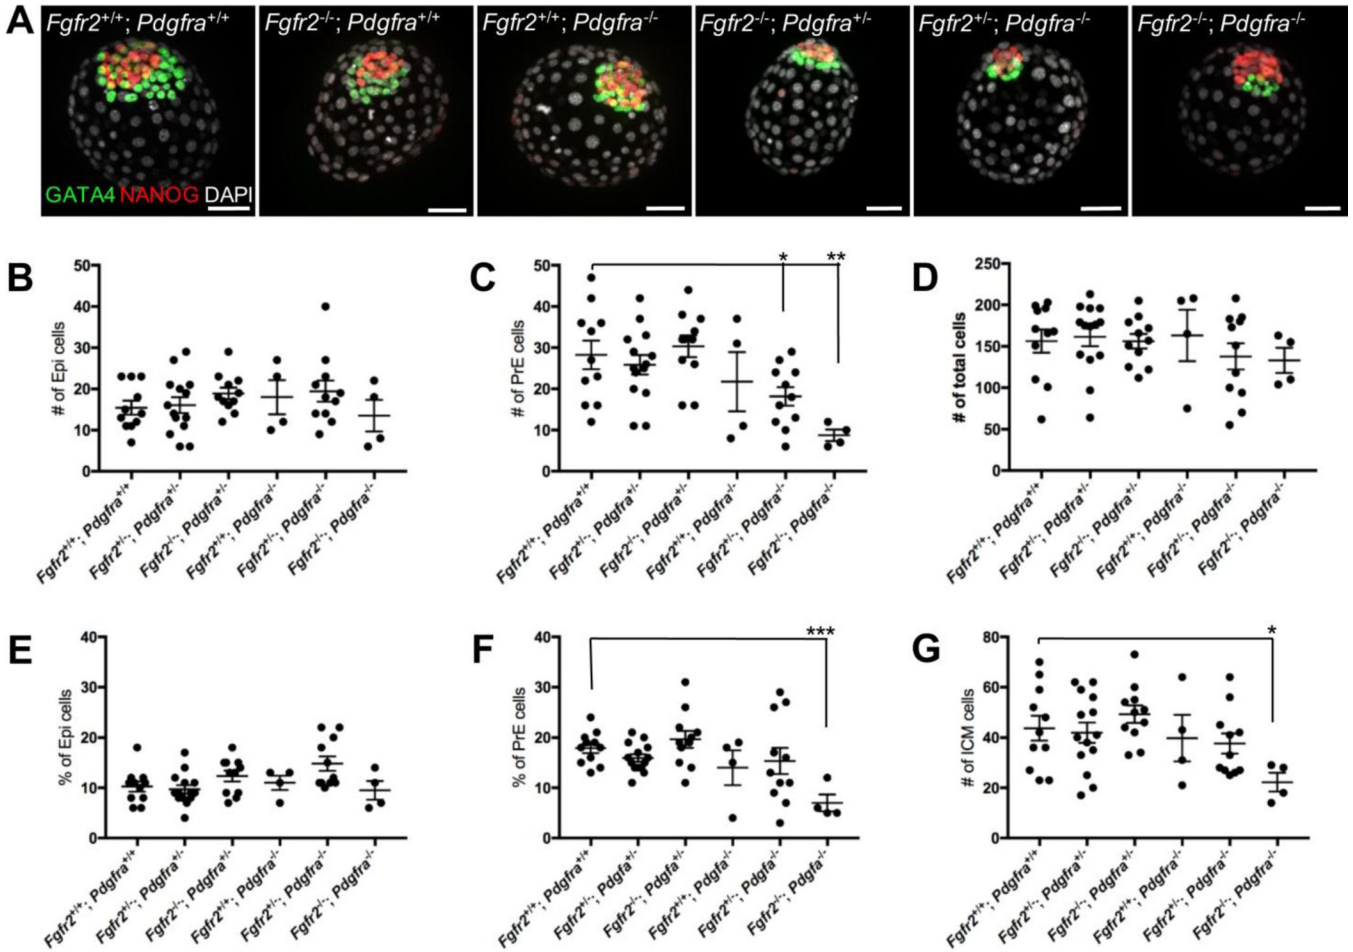 A
Fgfr2+/+; Pdgfra+/+
Fgfr2-/-; Pdgfra+/+
Fgfr2+/+; Pdgfra-/-
Fgfr2-/-; Pdgfra+/-
Fgfr2+/-; Pdgfra-/-
Fgfr2-/-; Pdgfra-/-
GATA4 NANOG DAPI
B
# of Epi cells
50
40
30
20
10
0
Fgfr2+/+; Pdgfra+/+
Fgfr2+/-; Pdgfra+/-
Fgfr2-/-; Pdgfra+/-
Fgfr2+/+; Pdgfra-/-
Fgfr2+/-; Pdgfra-/-
Fgfr2-/-; Pdgfra-/-
C
# of PrE cells
50
40
30
20
10
0
*
**
Fgfr2+/+; Pdgfra+/+
Fgfr2+/-; Pdgfra+/-
Fgfr2-/-; Pdgfra+/-
Fgfr2+/+; Pdgfra-/-
Fgfr2+/-; Pdgfra-/-
Fgfr2-/-; Pdgfra-/-
D
# of total cells
250
200
150
100
50
0
Fgfr2+/+; Pdgfra+/+
Fgfr2+/-; Pdgfra+/-
Fgfr2-/-; Pdgfra+/-
Fgfr2+/+; Pdgfra-/-
Fgfr2+/-; Pdgfra-/-
Fgfr2-/-; Pdgfra-/-
E
% of Epi cells
40
30
20
10
0
Fgfr2+/+; Pdgfra+/+
Fgfr2+/-; Pdgfra+/-
Fgfr2-/-; Pdgfra+/-
Fgfr2+/+; Pdgfra-/-
Fgfr2+/-; Pdgfra-/-
Fgfr2-/-; Pdgfra-/-
F
% of PrE cells
40
30
20
10
0
***
Fgfr2+/+; Pdgfra+/+
Fgfr2+/-; Pdgfra+/-
Fgfr2-/-; Pdgfra+/-
Fgfr2+/+; Pdgfra-/-
Fgfr2+/-; Pdgfra-/-
Fgfr2-/-; Pdgfra-/-
G
# of ICM cells
80
60
40
20
0
*
Fgfr2+/+; Pdgfra+/+
Fgfr2+/-; Pdgfra+/-
Fgfr2-/-; Pdgfra+/-
Fgfr2+/+; Pdgfra-/-
Fgfr2+/-; Pdgfra-/-
Fgfr2-/-; Pdgfra-/-